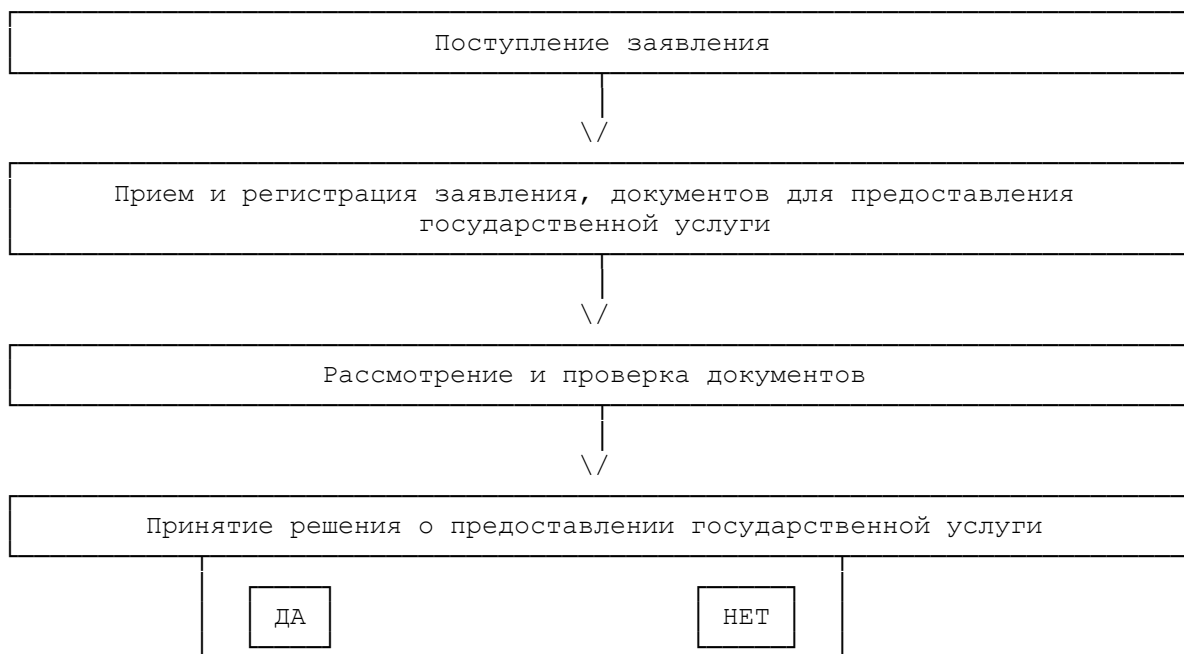 Поступление заявления
\/
Прием и регистрация заявления, документов для предоставления
государственной услуги
\/
Рассмотрение и проверка документов
\/
Принятие решения о предоставлении государственной услуги
ДА НЕТ